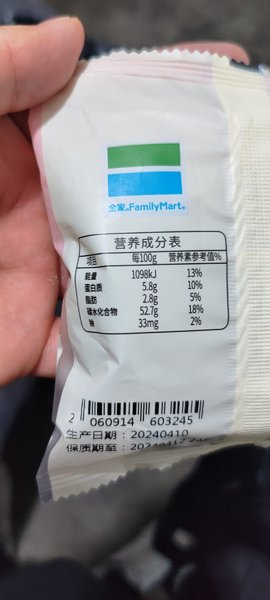 全家®FamilyMart®
营养成分表
项目 每100g 营养素参考值%
能量 1098kJ 13%
蛋白质 5.8g 10%
脂肪 2.8g 5%
碳水化合物 52.7g 18%
钠 33mg 2%
2 060914 603245
生产日期：20240410
保质期至：20240412